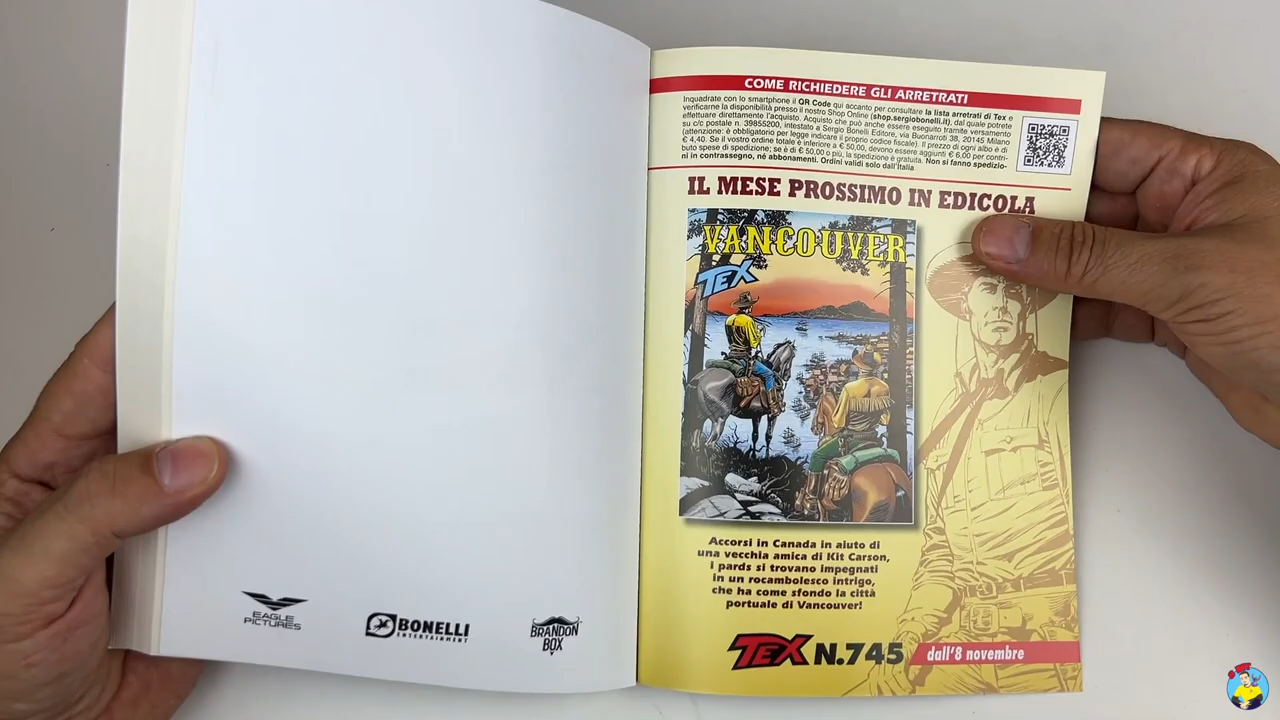 EAGLE
PICTURES
BONELLI
ENTERTAINMENT
BRANDON
BOX
COME RICHIEDERE GLI ARRETRATI
Inquadrate con lo smartphone il QR Code qui accanto per consultare la lista arretrati di Tex e
verificarne la disponibilità presso il nostro Shop Online (shop.sergiobonelli.it), dal quale potrete
effettuare direttamente l'acquisto. Acquisto che può anche essere eseguito tramite versamento
su c/c postale n. 39855200, intestato a Sergio Bonelli Editore, via Buonarroti 38, 20145 Milano
(attenzione: è obbligatorio per legge indicare il proprio codice fiscale). Il prezzo di ogni albo è di
€ 4,40. Se il vostro ordine totale è inferiore a € 50,00, devono essere aggiunti € 6,00 per contri-
buto spese di spedizione; se è di € 50,00 o più, la spedizione è gratuita. Non si fanno spedizio-
ni in contrassegno, né abbonamenti. Ordini validi solo dall'Italia
IL MESE PROSSIMO IN EDICOLA
VANCOUVER
TEX
Accorsi in Canada in aiuto di
una vecchia amica di Kit Carson,
i pards si trovano impegnati
in un rocambolesco intrigo,
che ha come sfondo la città
portuale di Vancouver!
TEX N.745 dall'8 novembre